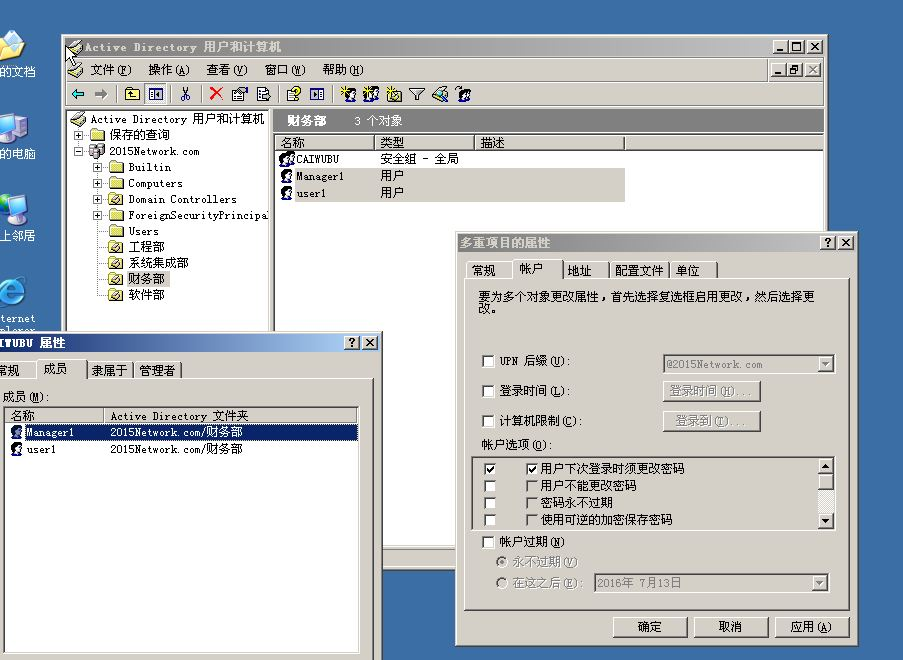 的文档
的电脑
上邻居
ternet
plorer
Active Directory 用户和计算机
文件(F) 操作(A) 查看(V) 窗口(W) 帮助(H)
Active Directory 用户和计算机
保存的查询
2015Network.com
Builtin
Computers
Domain Controllers
ForeignSecurityPrincipal
Users
工程部
系统集成部
财务部
软件部
财务部 3 个对象
名称 类型 描述
CAIWUBU 安全组 - 全局
Manager1 用户
user1 用户
IWUBU 属性
常规 成员 隶属于 管理者
成员(M):
名称 Active Directory 文件夹
Manager1 2015Network.com/财务部
user1 2015Network.com/财务部
多重项目的属性
常规 帐户 地址 配置文件 单位
要为多个对象更改属性，首先选择复选框启用更改，然后选择更
改。
UPN 后缀(U): @2015Network.com
登录时间(L): 登录时间(H)...
计算机限制(C): 登录到(T)...
帐户选项(O):
用户下次登录时须更改密码
用户不能更改密码
密码永不过期
使用可逆的加密保存密码
帐户过期(N)
永不过期(V)
在这之后(E): 2016年 7月13日
确定 取消 应用(A)